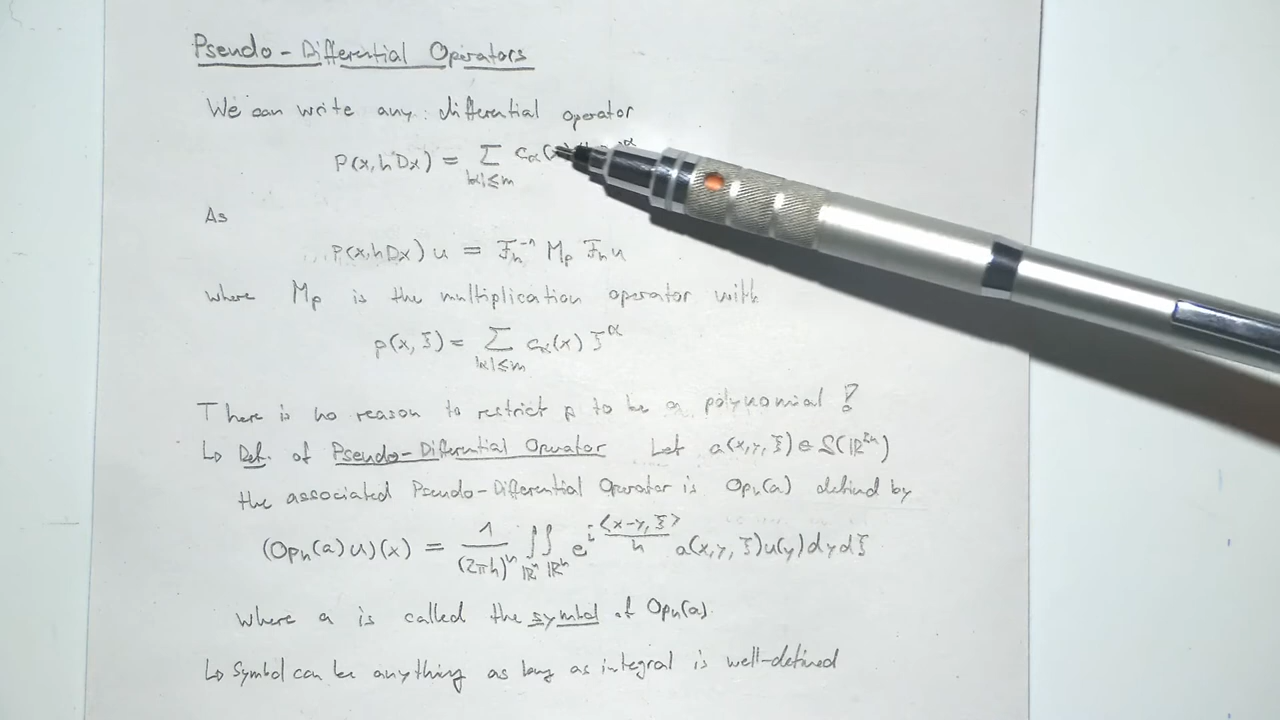 Pseudo-Differential Operators
We can write any differential operator
P(x,hDx) = Σ_{|α|≤m} c_α(
As
P(x,hDx) u = F_h^{-1} M_p F_h u
where M_p is the multiplication operator with
p(x,ξ) = Σ_{|α|≤m} c_α(x) ξ^α
There is no reason to restrict p to be a polynomial!
↳ Def. of Pseudo-Differential Operator Let a(x,y,ξ) ∈ S(ℝ^{2n})
the associated Pseudo-Differential Operator is Op_h(a) defined by
(Op_h(a)u)(x) = 1/(2πh)^n ∫_{ℝ^n} ∫_{ℝ^n} e^{i <x-y,ξ>/h} a(x,y,ξ)u(y)dydξ
where a is called the symbol of Op_h(a).
↳ Symbol can be anything as long as integral is well-defined